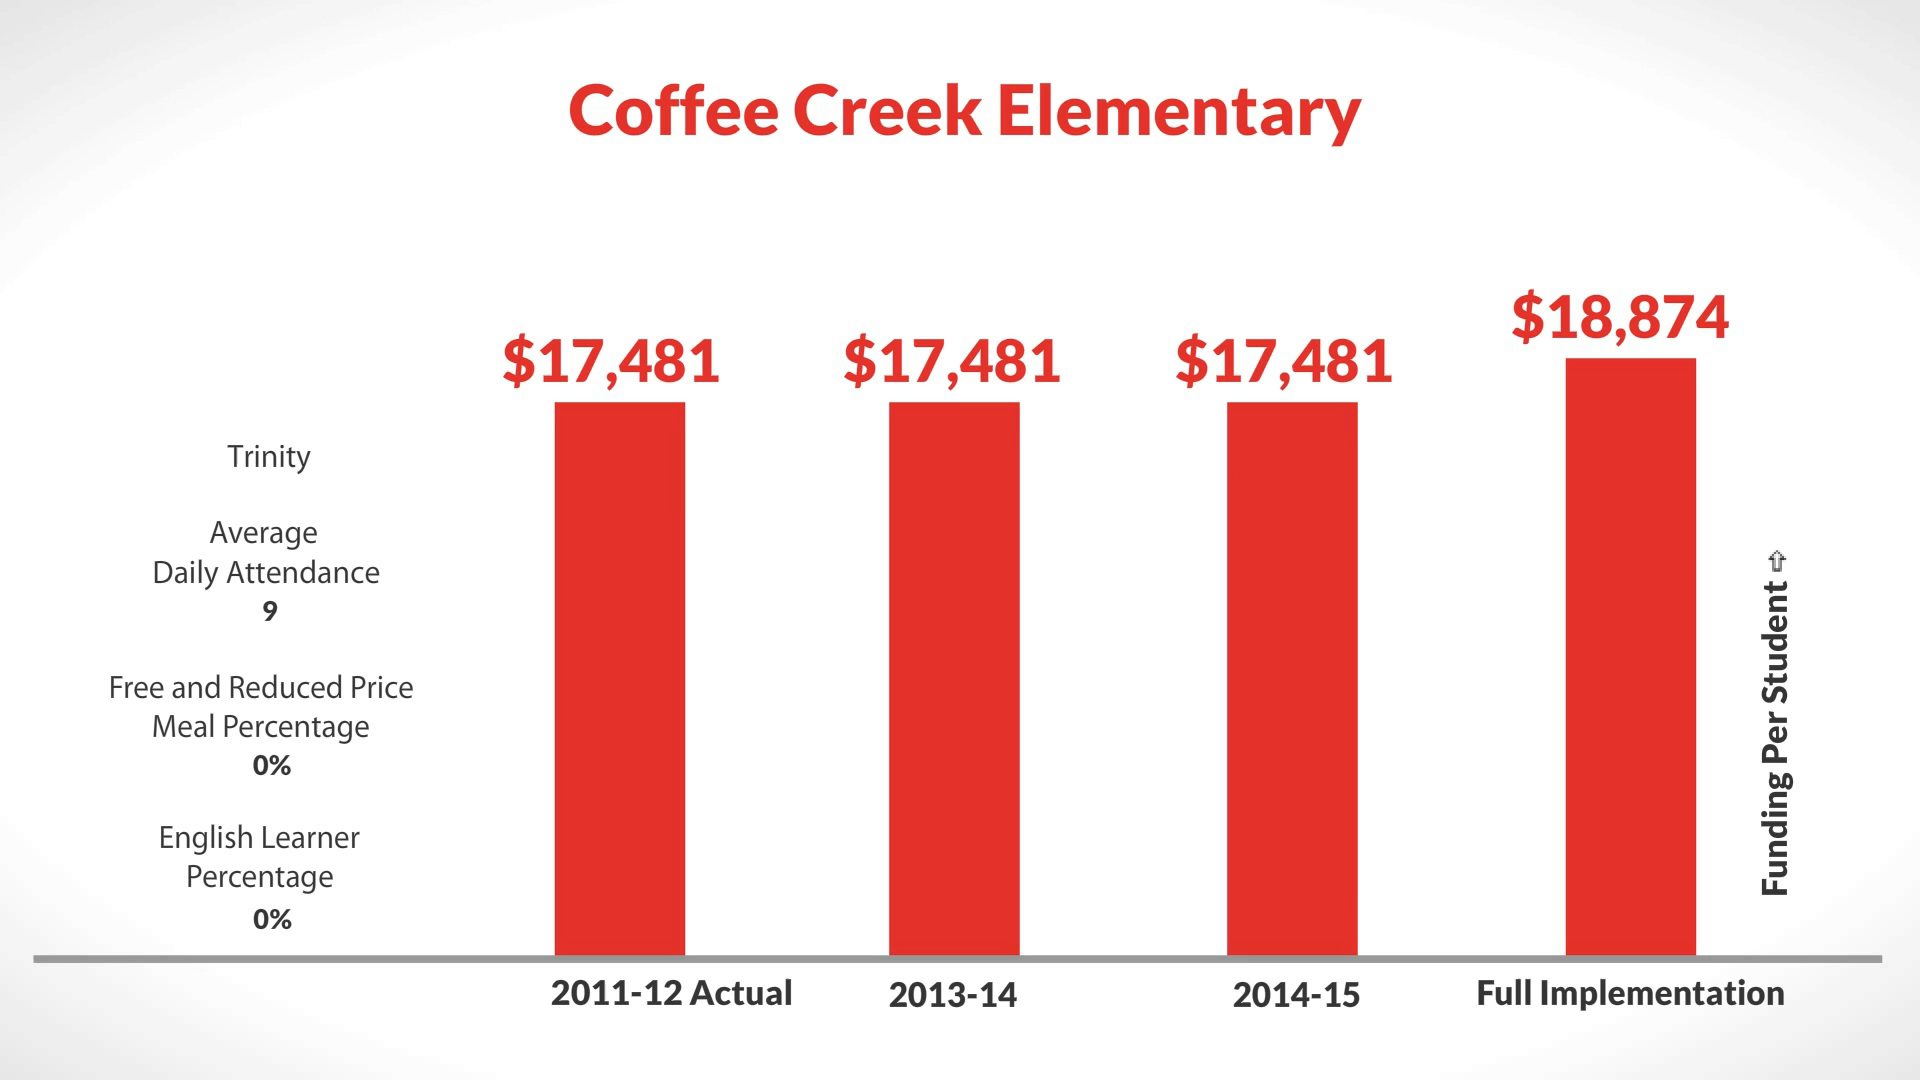 Coffee Creek Elementary
$17,481
$17,481
$17,481
$18,874
Trinity
Average
Daily Attendance
9
Free and Reduced Price
Meal Percentage
0%
English Learner
Percentage
0%
Funding Per Student ⇨
2011-12 Actual
2013-14
2014-15
Full Implementation